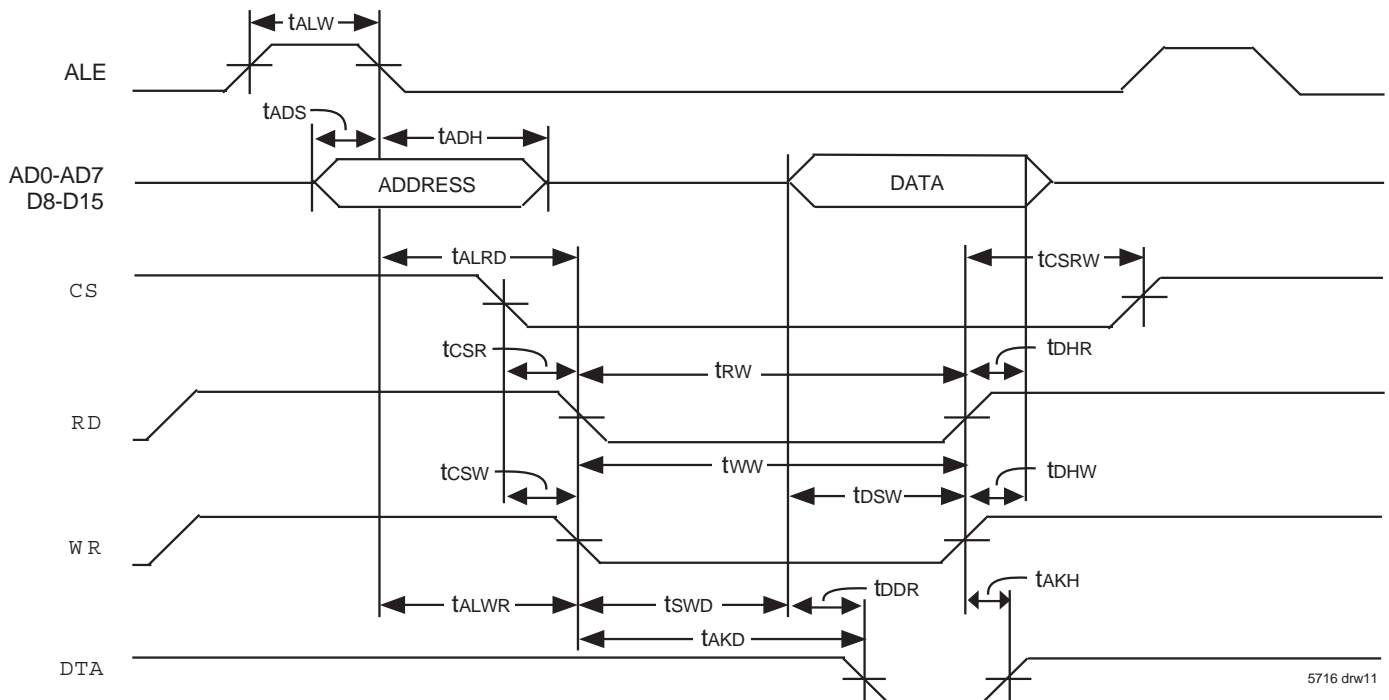 tALW
ALE
tADS
tADH
AD0-AD7
D8-D15
ADDRESS
DATA
tALRD
tCSRW
CS
tCSR
tRW
tDHR
RD
tCSW
tWW
tDHW
tDSW
WR
tALWR
tSWD
tDDR
tAKH
tAKD
DTA
5716 drw11